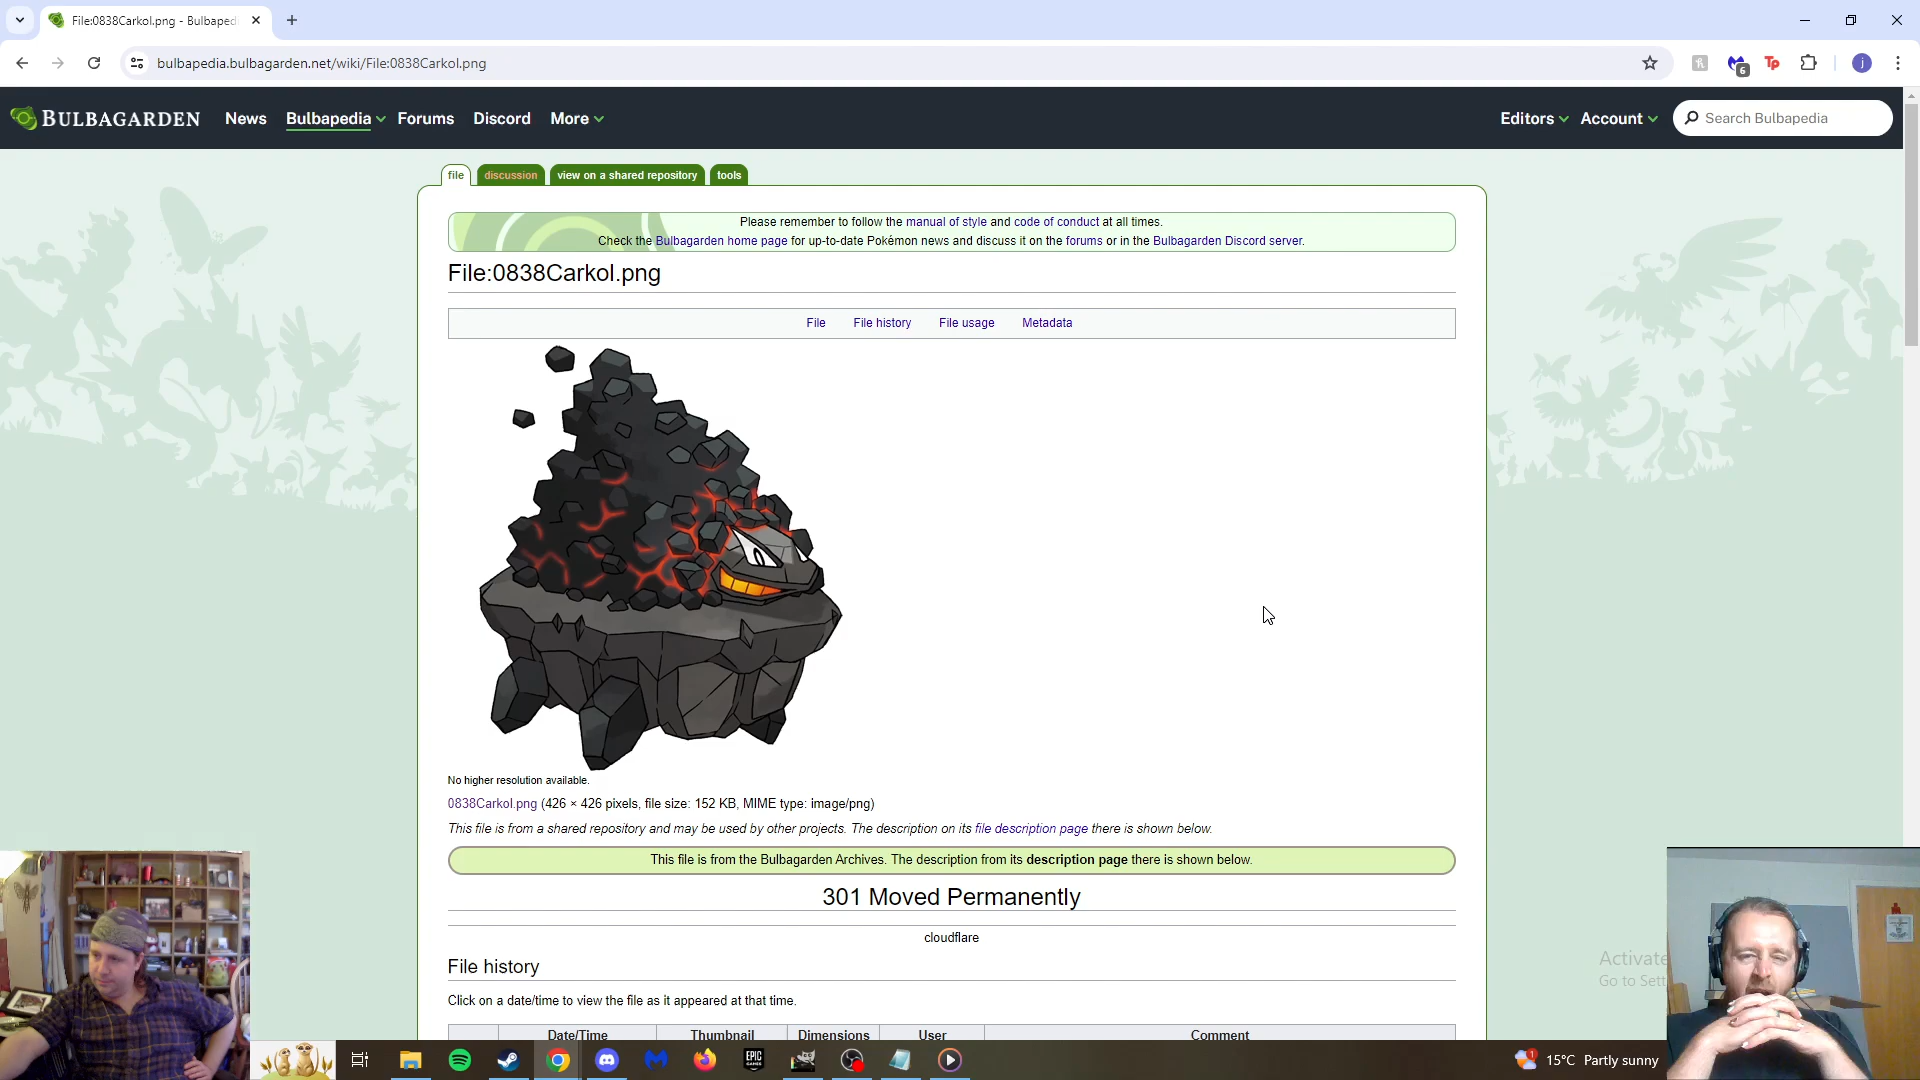 File:0838Carkol.png - Bulbaped
bulbapedia.bulbagarden.net/wiki/File:0838Carkol.png
6
Tp
j
BULBAGARDEN
News
Bulbapedia
Forums
Discord
More
Editors
Account
Search Bulbapedia
file
discussion
view on a shared repository
tools
Please remember to follow the manual of style and code of conduct at all times.
Check the Bulbagarden home page for up-to-date Pokémon news and discuss it on the forums or in the Bulbagarden Discord server.
File:0838Carkol.png
File
File history
File usage
Metadata
No higher resolution available.
0838Carkol.png (426 × 426 pixels, file size: 152 KB, MIME type: image/png)
This file is from a shared repository and may be used by other projects. The description on its file description page there is shown below.
This file is from the Bulbagarden Archives. The description from its description page there is shown below.
301 Moved Permanently
cloudflare
File history
Click on a date/time to view the file as it appeared at that time.
Date/Time
Thumbnail
Dimensions
User
Comment
Activate
Go to Sett
EPIC GAMES
1
15°C Partly sunny